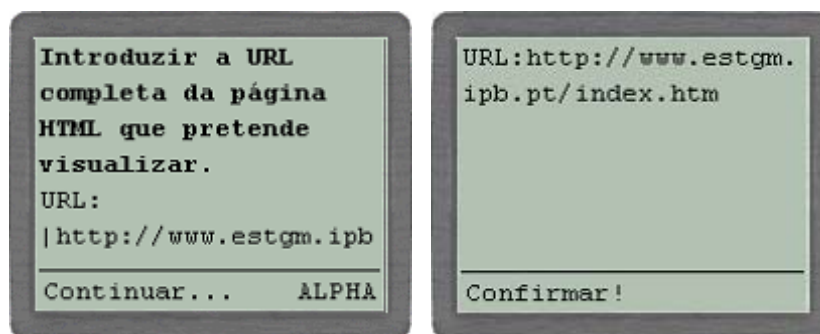 Introduzir a URL
completa da página
HTML que pretende
visualizar.
URL:
|http://www.estgm.ipb
Continuar... ALPHA
URL:http://www.estgm.
ipb.pt/index.htm
Confirmar!